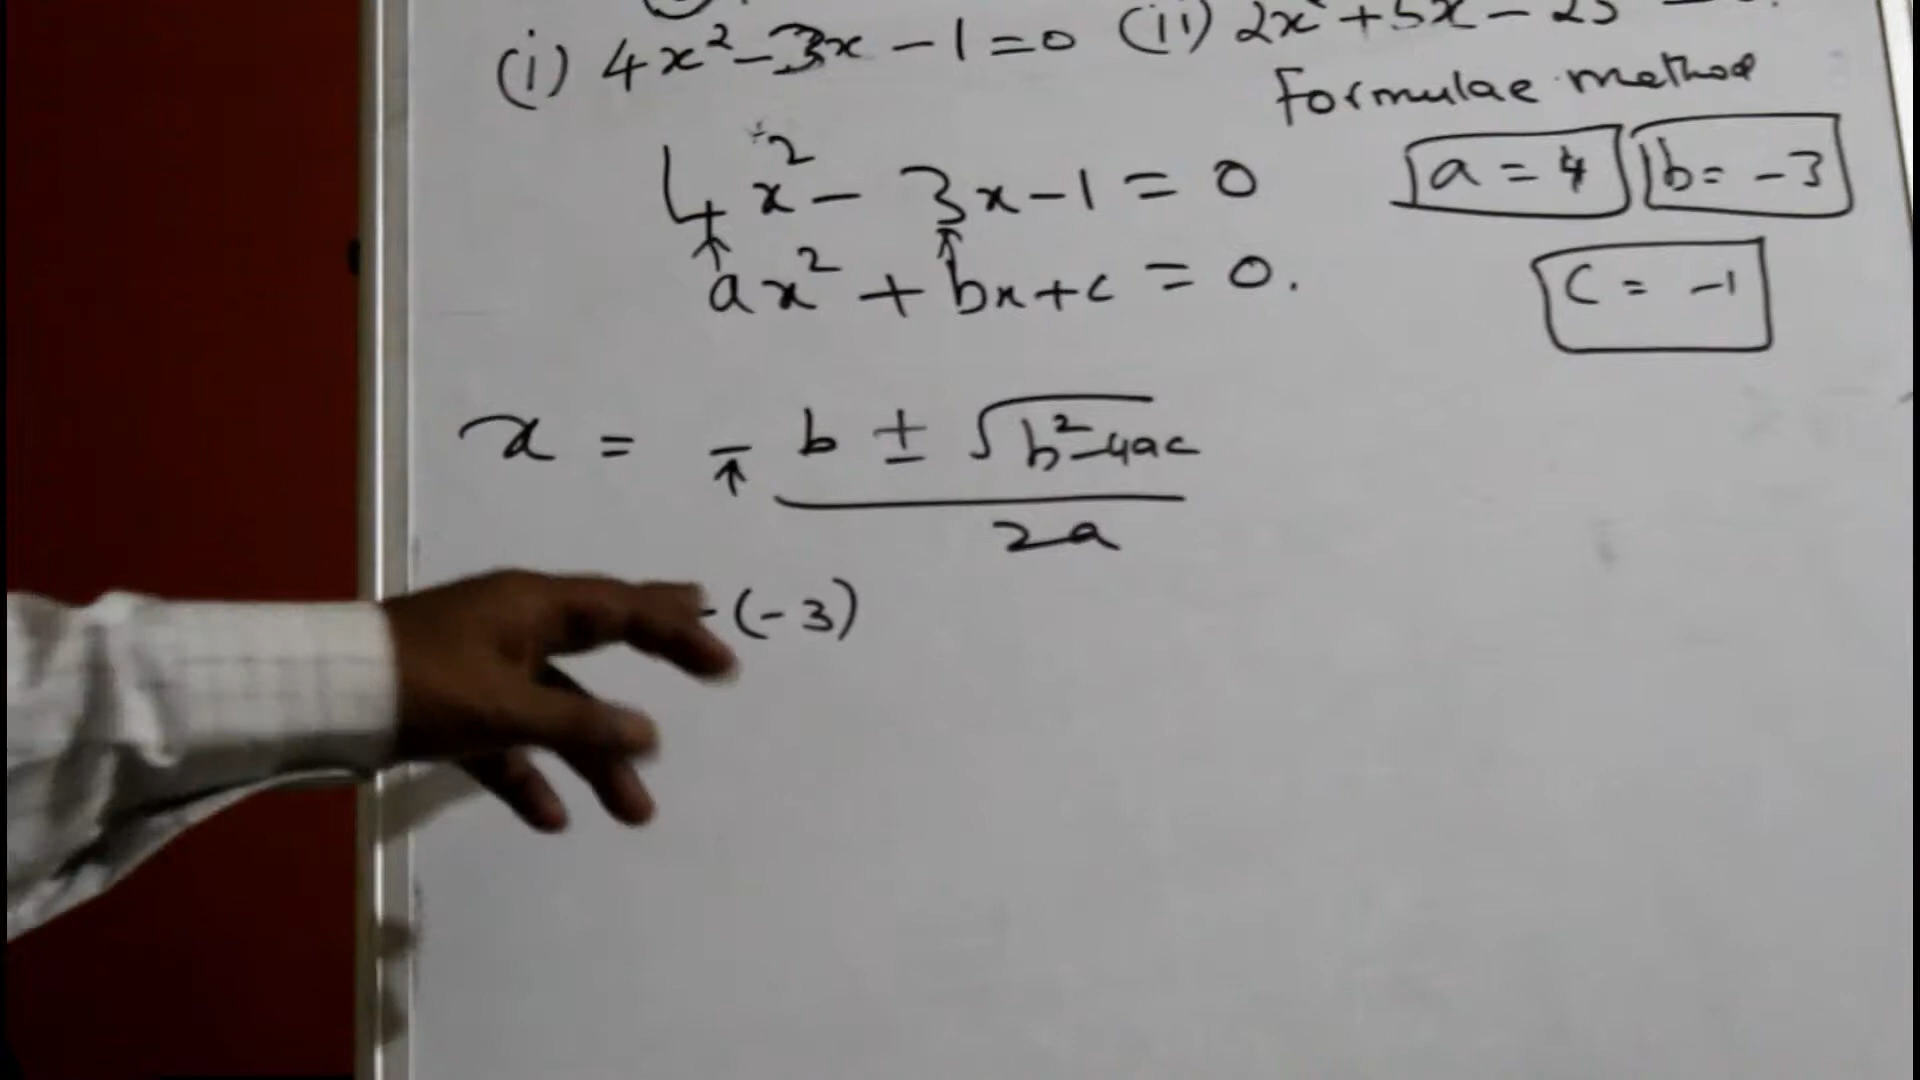 (i) 4x² - 3x - 1 = 0 (ii) 2x² + 5x - 25
Formulae method
4x² - 3x - 1 = 0
a = 4 b = -3
ax² + bx + c = 0.
c = -1
x = - b ± √b² - 4ac
2a
- (-3)